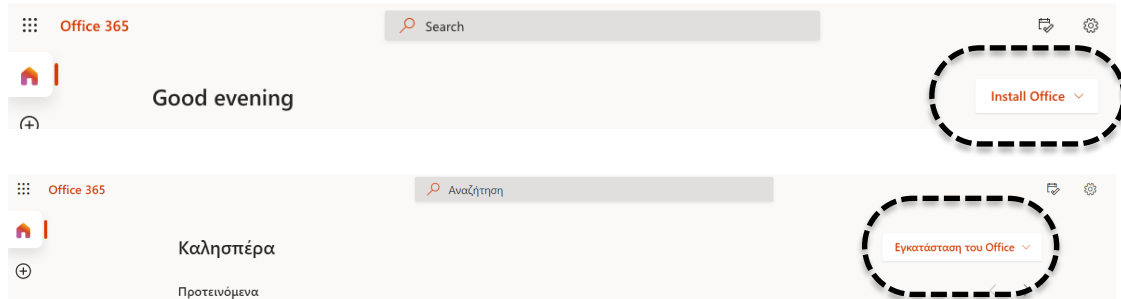 Office 365
Search
Good evening
Install Office
Office 365
Αναζήτηση
Καλησπέρα
Εγκατάσταση του Office
Προτεινόμενα